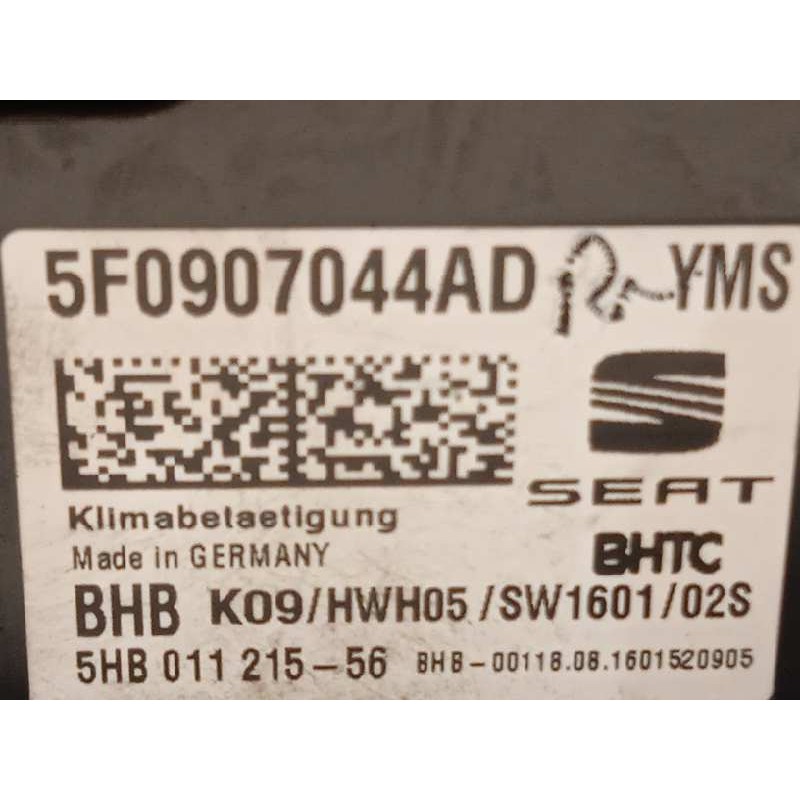 5F0907044AD YMS
SEAT
Klimabetaetigung
Made in GERMANY BHTC
BHB K09/HWH05/SW1601/02S
5HB 011 215-56 BHB-00118.08.1601520905